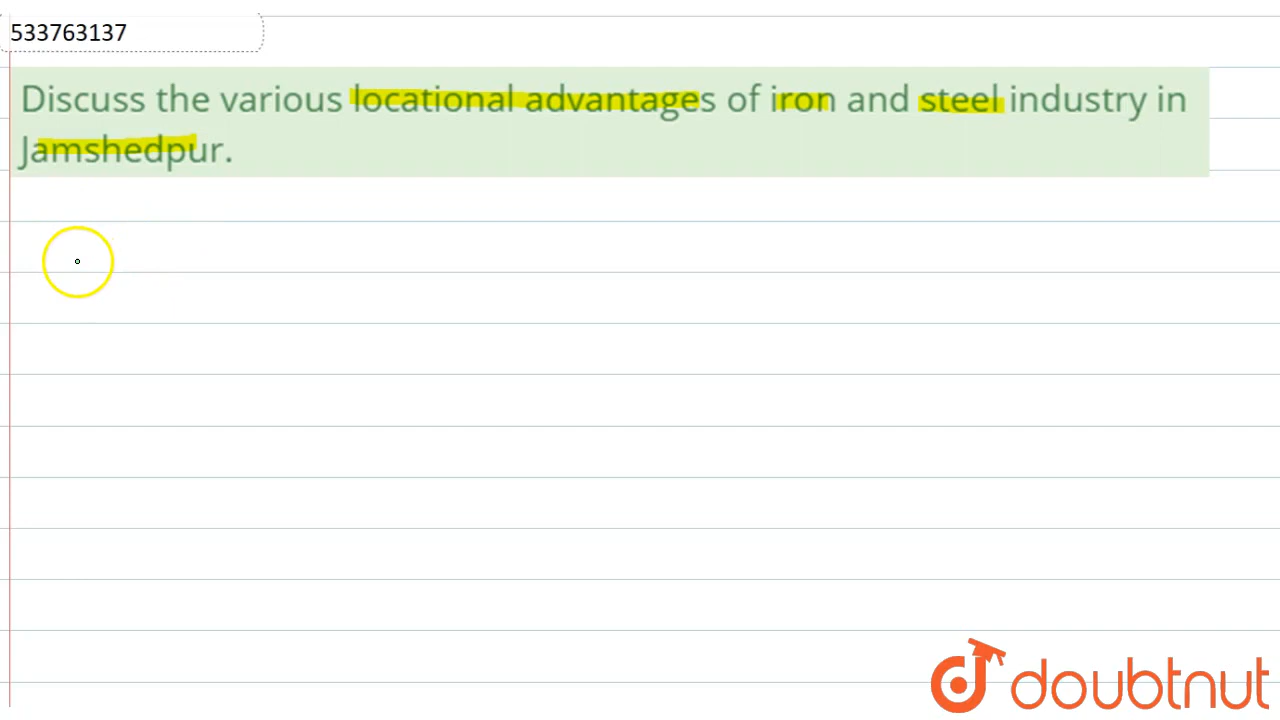 533763137
Discuss the various locational advantages of iron and steel industry in
Jamshedpur.
doubtnut